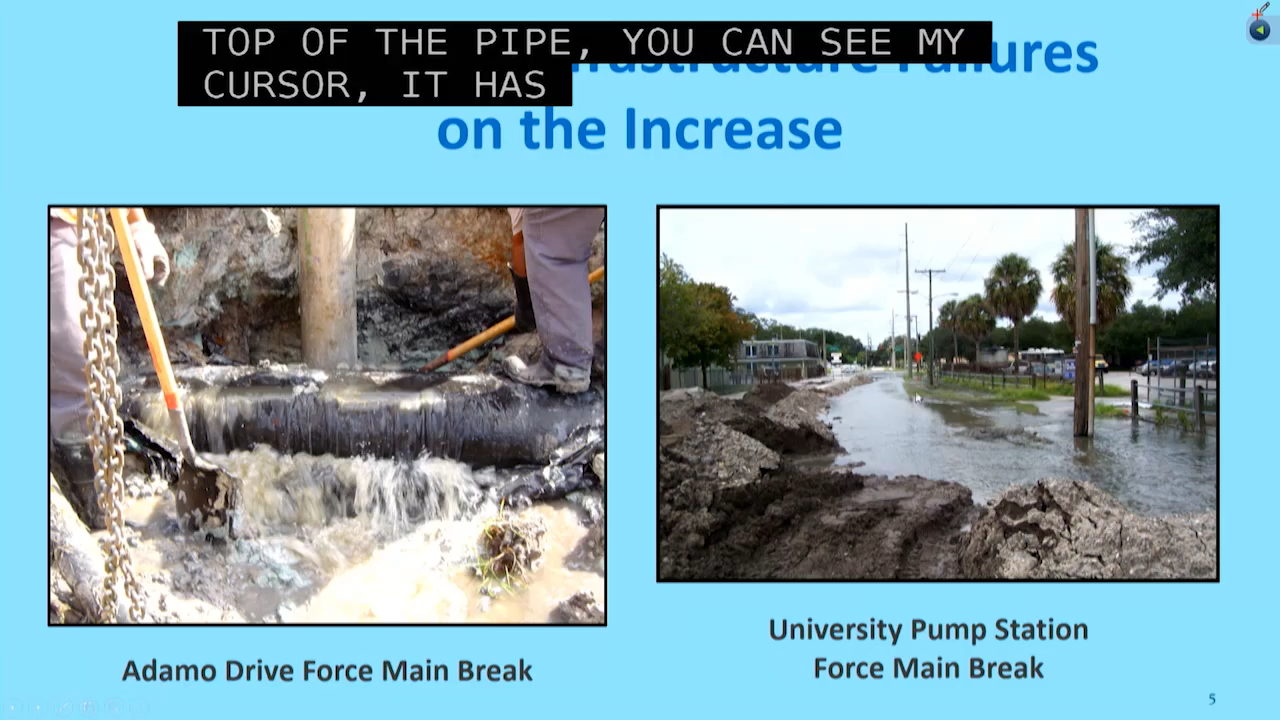 TOP OF THE PIPE, YOU CAN SEE MY
CURSOR, IT HAS
on the Increase
Adamo Drive Force Main Break
University Pump Station
Force Main Break
5